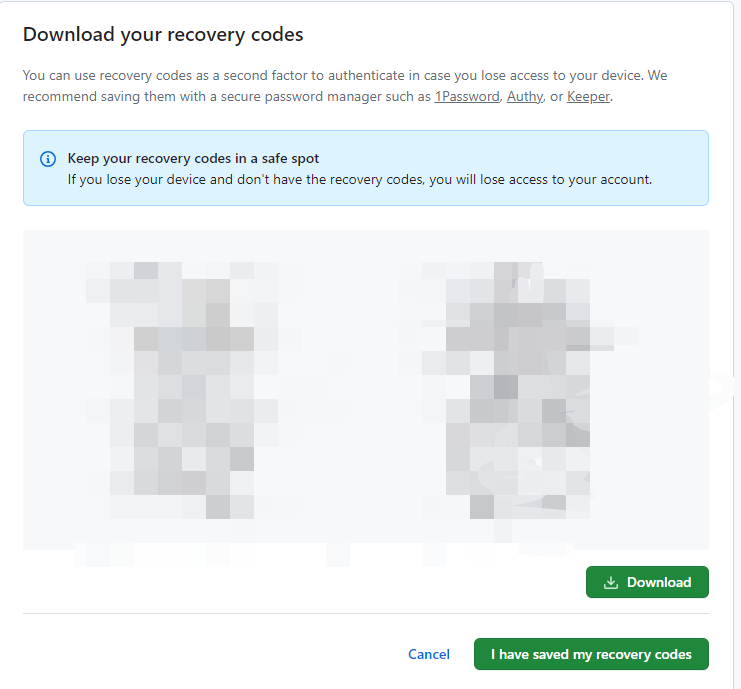 Download your recovery codes
You can use recovery codes as a second factor to authenticate in case you lose access to your device. We
recommend saving them with a secure password manager such as 1Password, Authy, or Keeper.
Keep your recovery codes in a safe spot
If you lose your device and don't have the recovery codes, you will lose access to your account.
Download
Cancel
I have saved my recovery codes